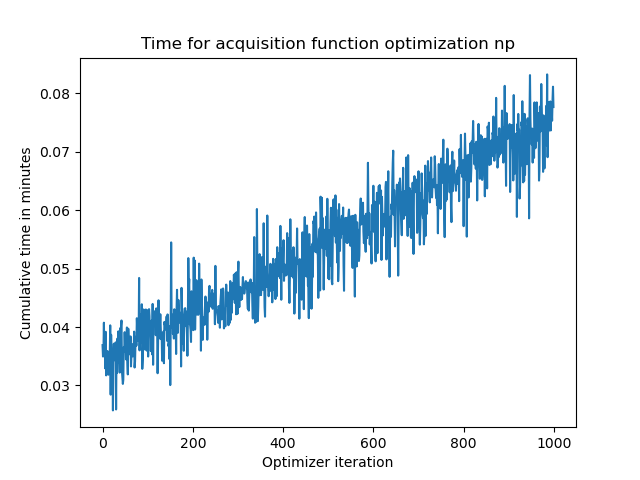 Time for acquisition function optimization np
Cumulative time in minutes
0.08
0.07
0.06
0.05
0.04
0.03
0 200 400 600 800 1000
Optimizer iteration